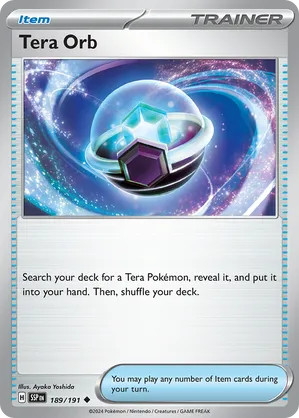 Item
TRAINER
Tera Orb
Search your deck for a Tera Pokémon, reveal it, and put it
into your hand. Then, shuffle your deck.
Illus. Ayaka Yoshida
H SSP EN 189/191
You may play any number of Item cards during
your turn.
©2024 Pokémon / Nintendo / Creatures / GAME FREAK